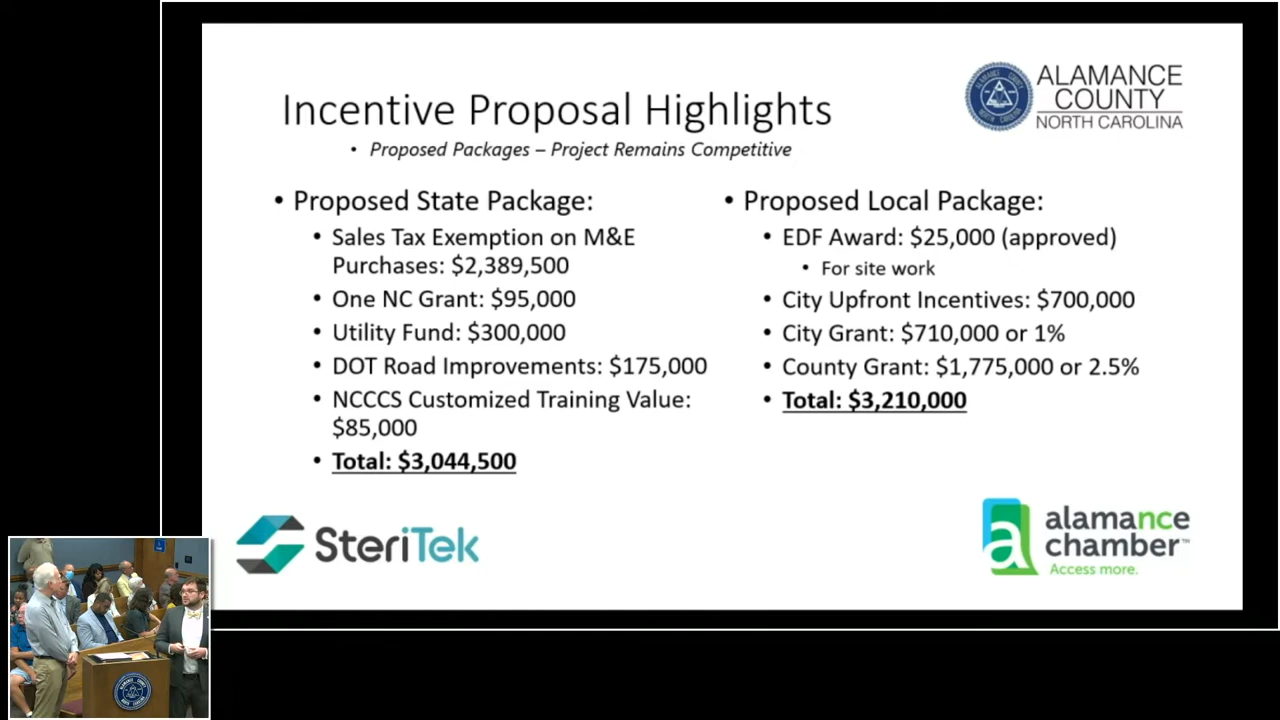 ALAMANCE
COUNTY
NORTH CAROLINA
Incentive Proposal Highlights
• Proposed Packages – Project Remains Competitive
• Proposed State Package:
• Sales Tax Exemption on M&E
Purchases: $2,389,500
• One NC Grant: $95,000
• Utility Fund: $300,000
• DOT Road Improvements: $175,000
• NCCCS Customized Training Value:
$85,000
• Total: $3,044,500
• Proposed Local Package:
• EDF Award: $25,000 (approved)
• For site work
• City Upfront Incentives: $700,000
• City Grant: $710,000 or 1%
• County Grant: $1,775,000 or 2.5%
• Total: $3,210,000
SteriTek
a
alamance
chamber™
Access more.